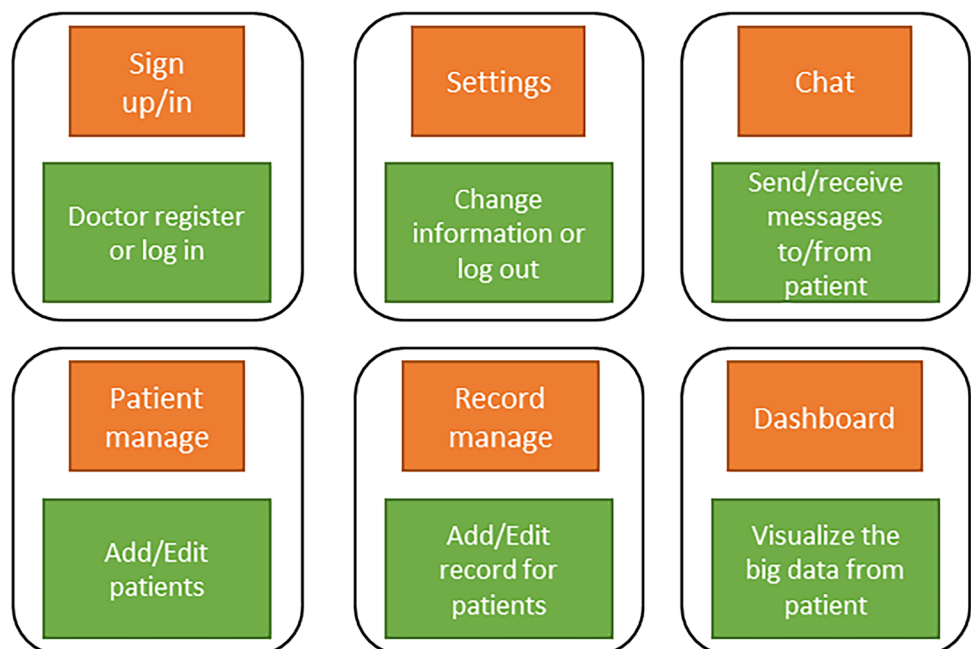 Sign
up/in
Doctor register
or log in
Settings
Change
information or
log out
Chat
Send/receive
messages
to/from
patient
Patient
manage
Add/Edit
patients
Record
manage
Add/Edit
record for
patients
Dashboard
Visualize the
big data from
patient